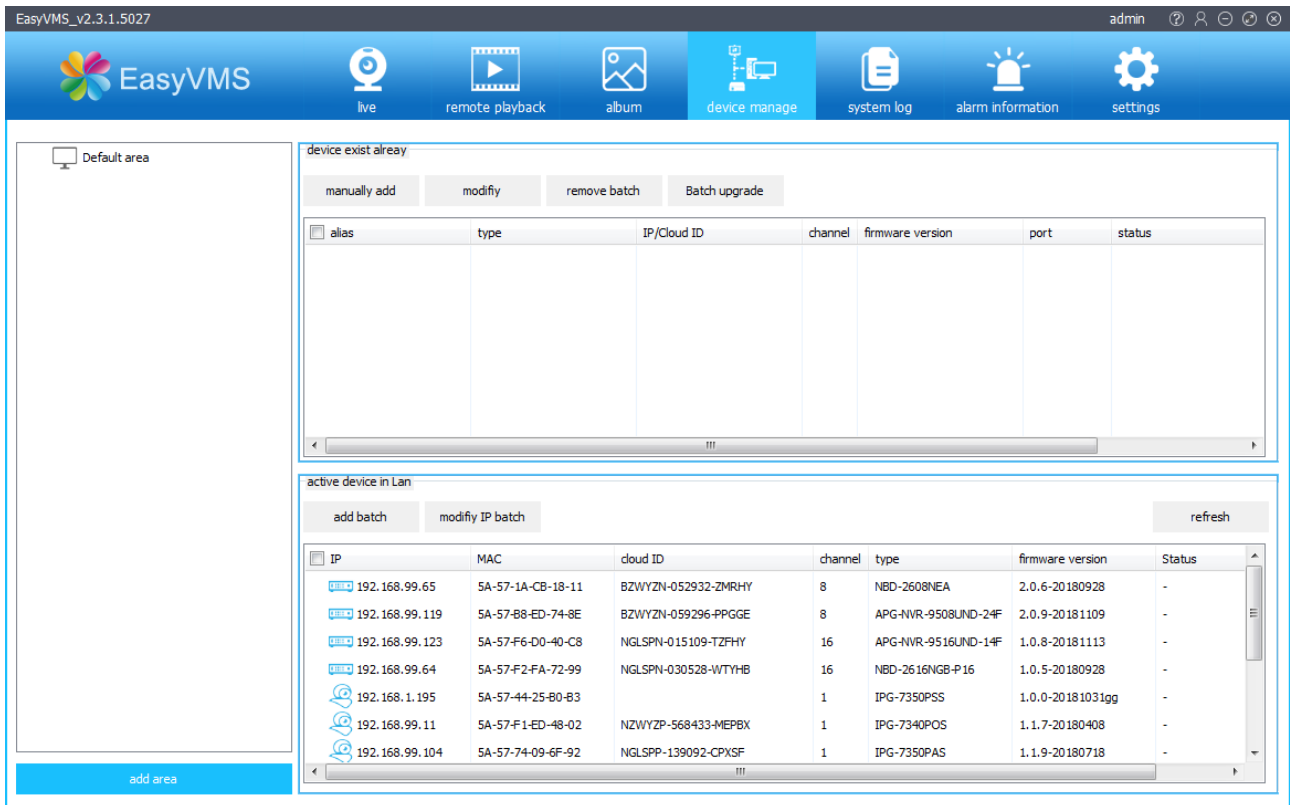 EasyVMS_v2.3.1.5027 admin
EasyVMS
live remote playback album device manage system log alarm information settings
Default area
add area
device exist alreay
manually add modifiy remove batch Batch upgrade
alias type IP/Cloud ID channel firmware version port status
active device in Lan
add batch modifiy IP batch refresh
IP MAC cloud ID channel type firmware version Status
192.168.99.65 5A-57-1A-CB-18-11 BZWYZN-052932-ZMRHY 8 NBD-2608NEA 2.0.6-20180928 -
192.168.99.119 5A-57-B8-ED-74-8E BZWYZN-059296-PPGGE 8 APG-NVR-9508UND-24F 2.0.9-20181109 -
192.168.99.123 5A-57-F6-D0-40-C8 NGLSPN-015109-TZFHY 16 APG-NVR-9516UND-14F 1.0.8-20181113 -
192.168.99.64 5A-57-F2-FA-72-99 NGLSPN-030528-WTYHB 16 NBD-2616NGB-P16 1.0.5-20180928 -
192.168.1.195 5A-57-44-25-B0-B3 1 IPG-7350PSS 1.0.0-20181031gg -
192.168.99.11 5A-57-F1-ED-48-02 NZWYZP-568433-MEPBX 1 IPG-7340POS 1.1.7-20180408 -
192.168.99.104 5A-57-74-09-6F-92 NGLSPP-139092-CPXSF 1 IPG-7350PAS 1.1.9-20180718 -